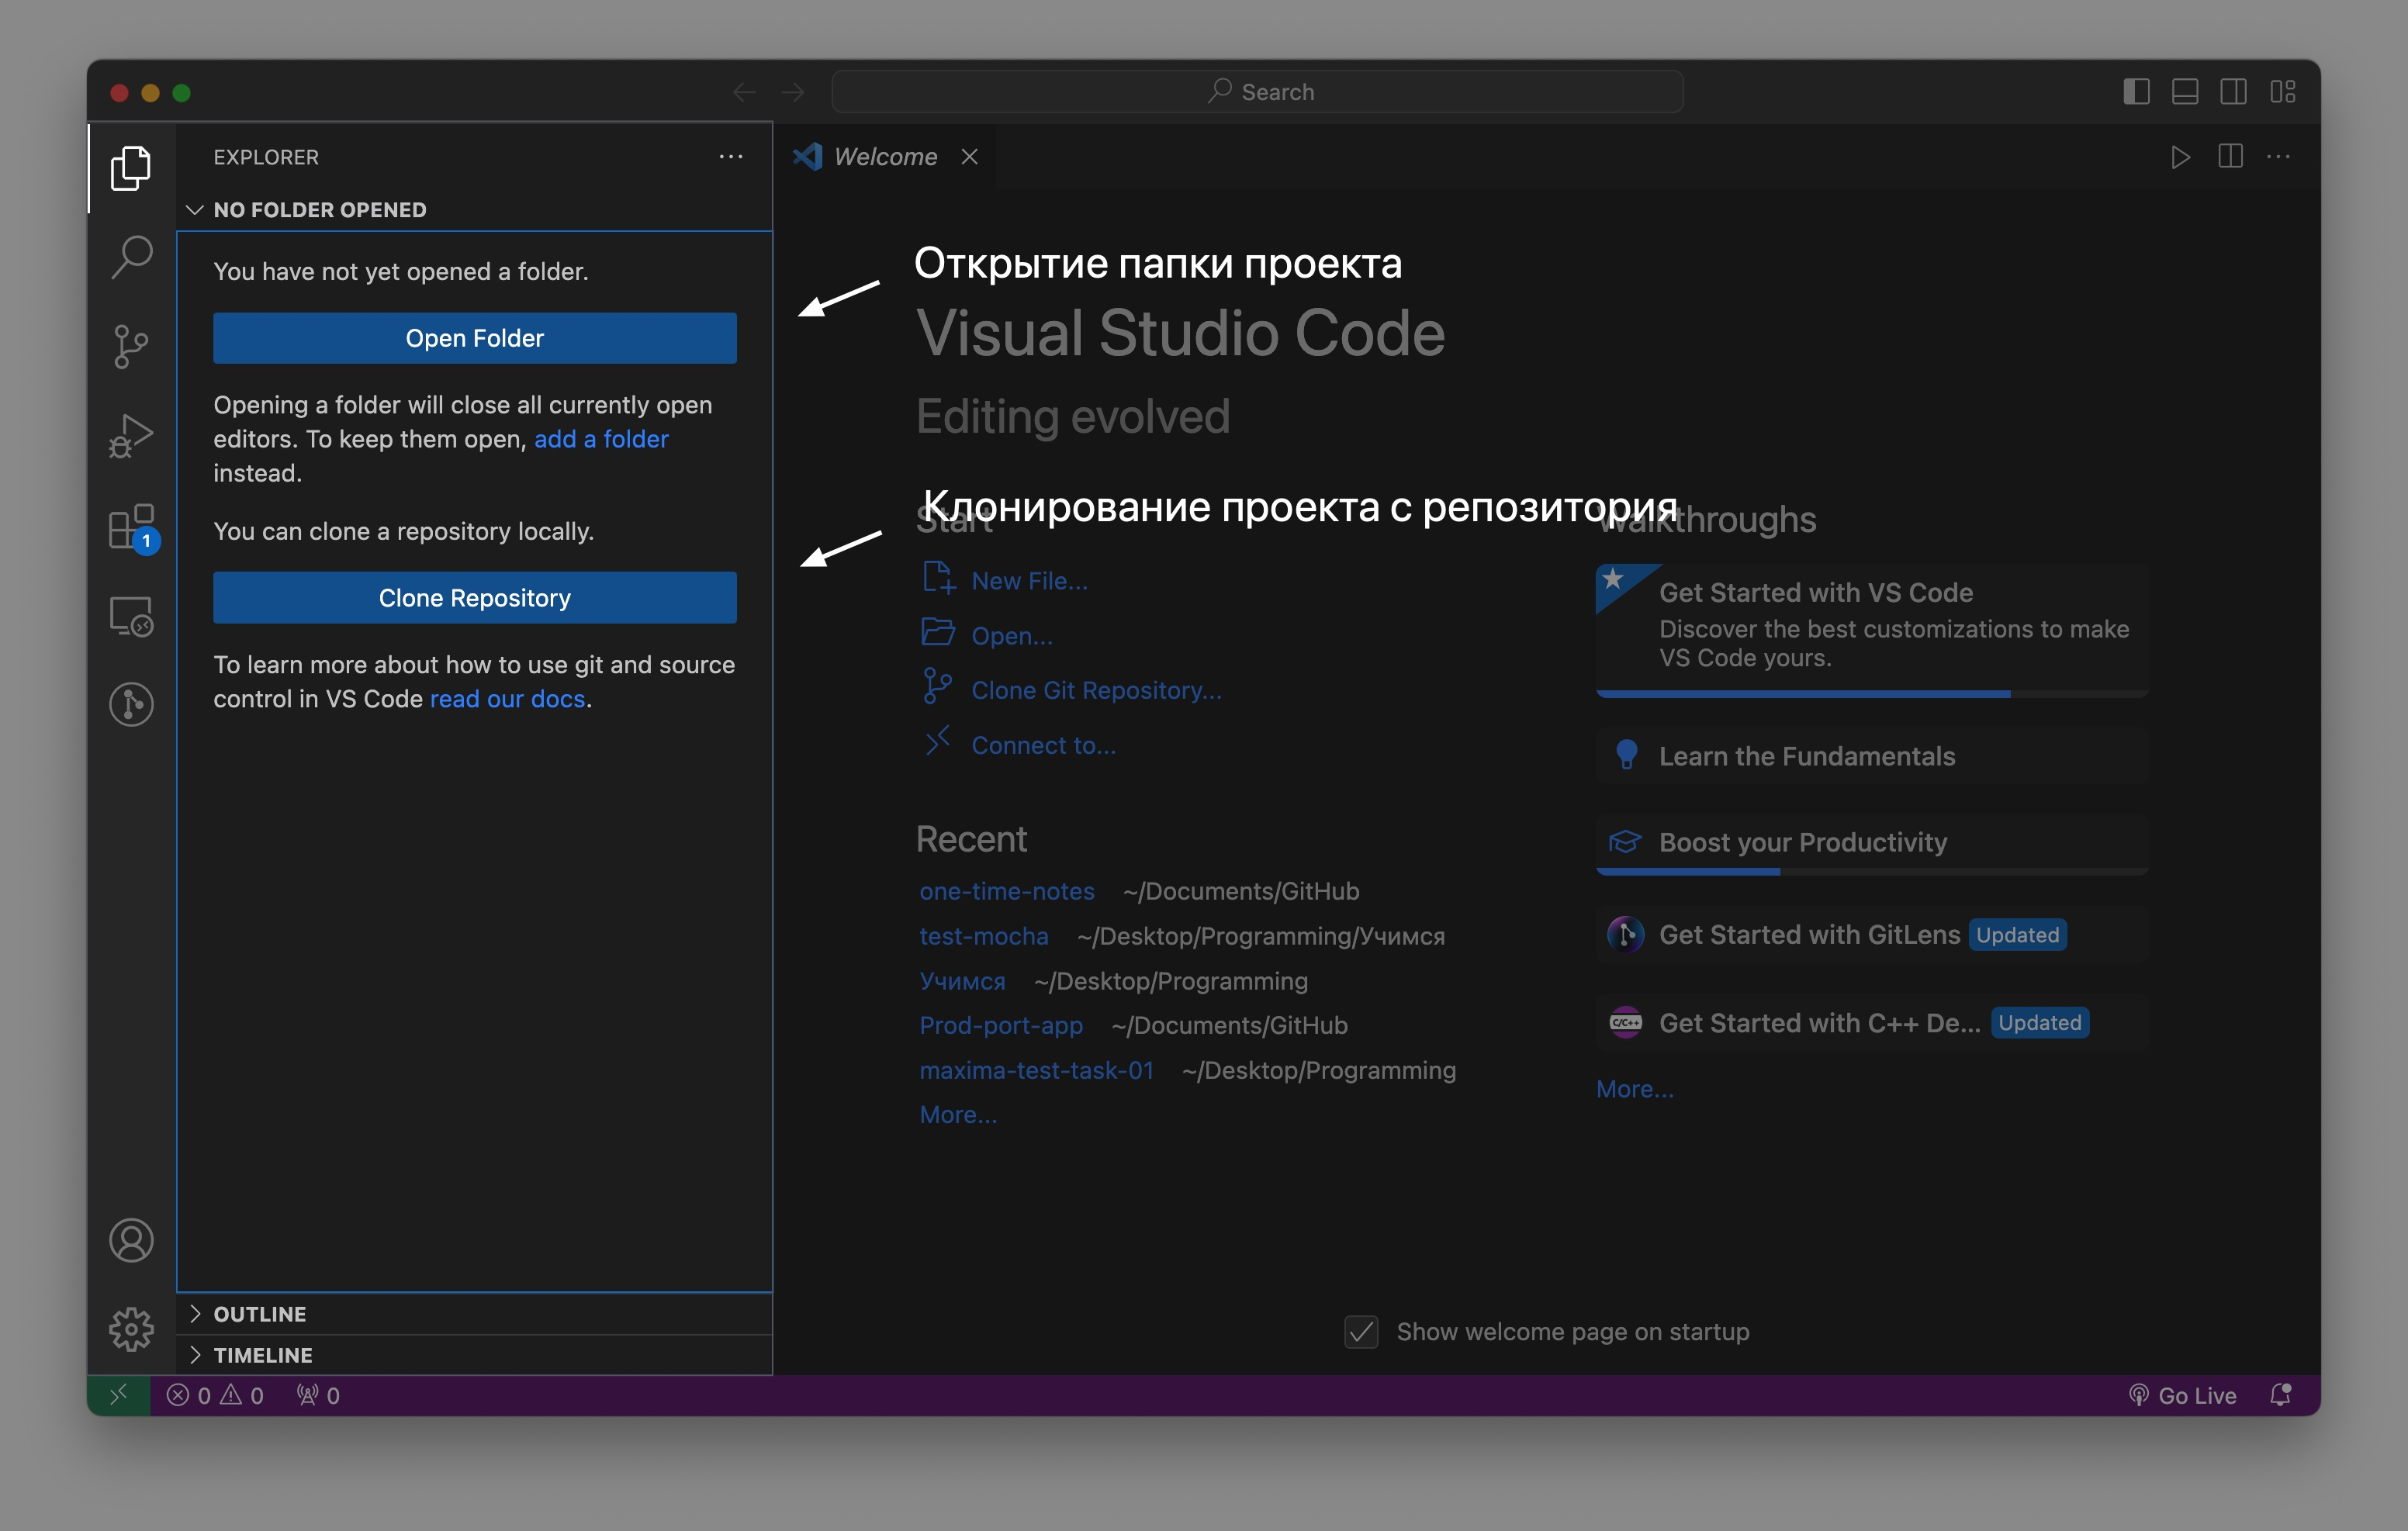 Search
EXPLORER
NO FOLDER OPENED
You have not yet opened a folder.
Open Folder
Opening a folder will close all currently open
editors. To keep them open, add a folder
instead.
You can clone a repository locally.
Clone Repository
To learn more about how to use git and source
control in VS Code read our docs.
OUTLINE
TIMELINE
1
Welcome
Открытие папки проекта
Visual Studio Code
Editing evolved
Клонирование проекта с репозитория
Start
New File...
Open...
Clone Git Repository...
Connect to...
Recent
one-time-notes ~/Documents/GitHub
test-mocha ~/Desktop/Programming/Учимся
Учимся ~/Desktop/Programming
Prod-port-app ~/Documents/GitHub
maxima-test-task-01 ~/Desktop/Programming
More...
Walkthroughs
Get Started with VS Code
Discover the best customizations to make
VS Code yours.
Learn the Fundamentals
Boost your Productivity
Get Started with GitLens Updated
C/C++ Get Started with C++ De... Updated
More...
Show welcome page on startup
0 0 0
Go Live